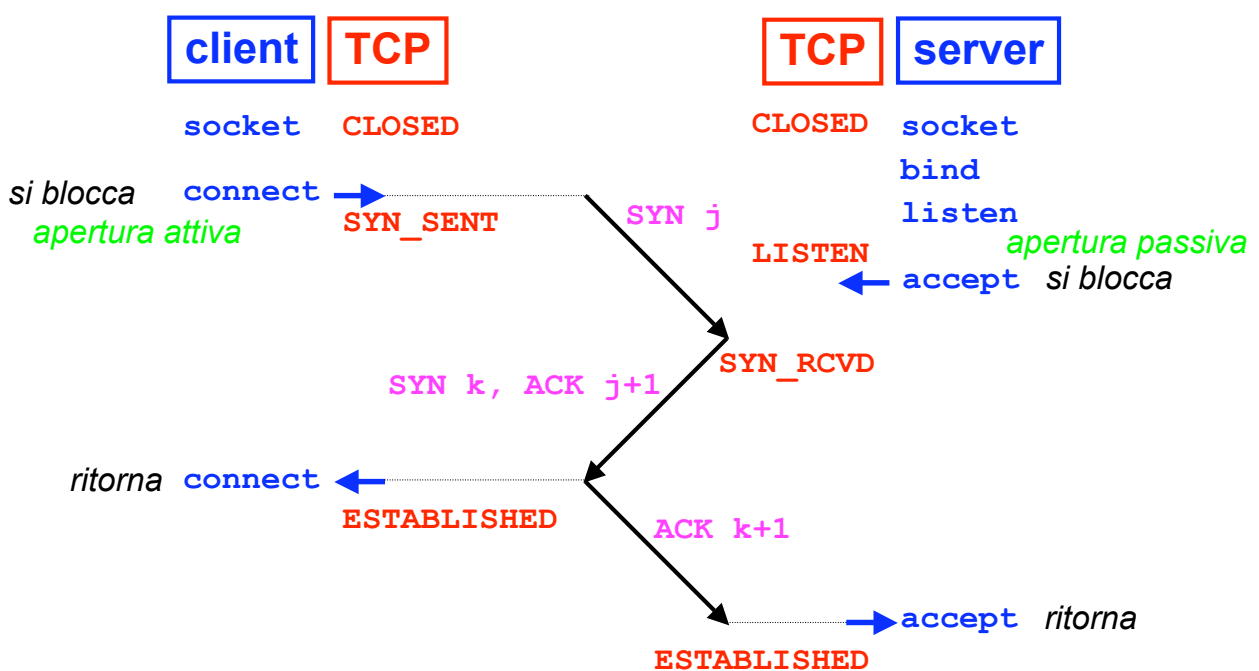 client TCP TCP server
socket CLOSED CLOSED socket
bind
si blocca connect
SYN_SENT SYN j listen
apertura attiva apertura passiva
LISTEN
accept si blocca
SYN_RCVD
SYN k, ACK j+1
ritorna connect
ESTABLISHED
ACK k+1
accept ritorna
ESTABLISHED